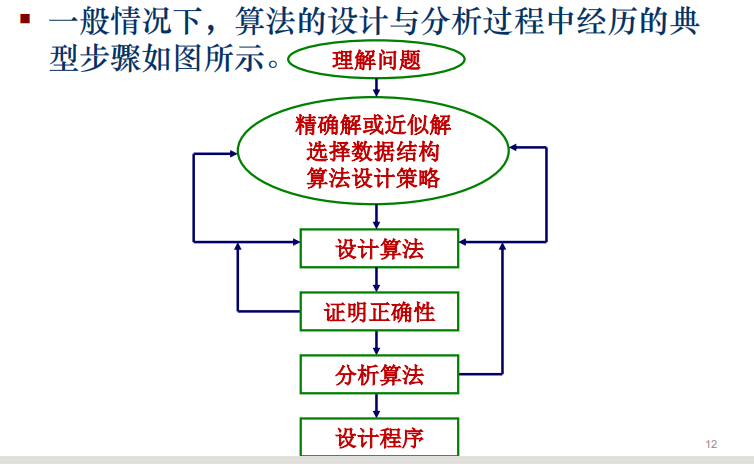 一般情况下，算法的设计与分析过程中经历的典
型步骤如图所示。
理解问题
精确解或近似解
选择数据结构
算法设计策略
设计算法
证明正确性
分析算法
设计程序
12